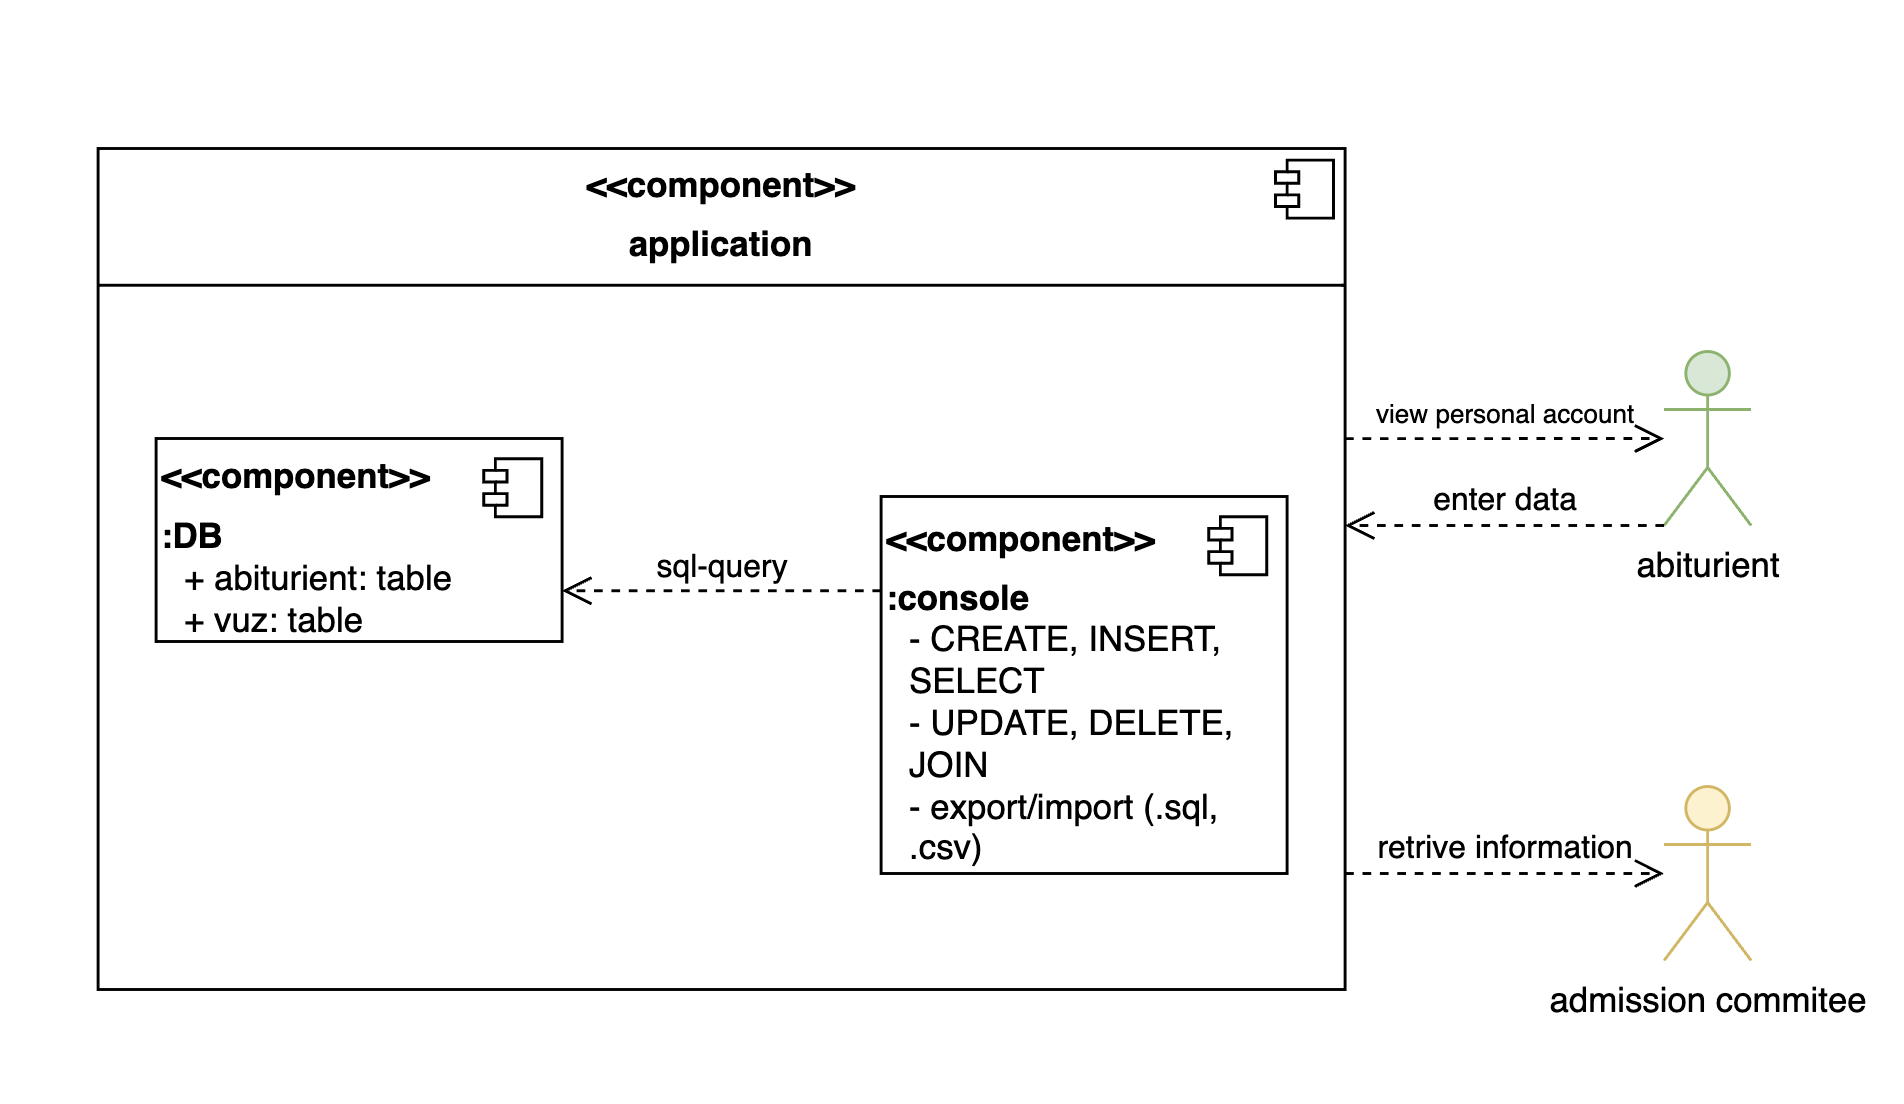 <<component>>
application
<<component>>
:DB
+ abiturient: table
+ vuz: table
sql-query
<<component>>
:console
- CREATE, INSERT,
SELECT
- UPDATE, DELETE,
JOIN
- export/import (.sql,
.csv)
view personal account
enter data
abiturient
retrive information
admission commitee